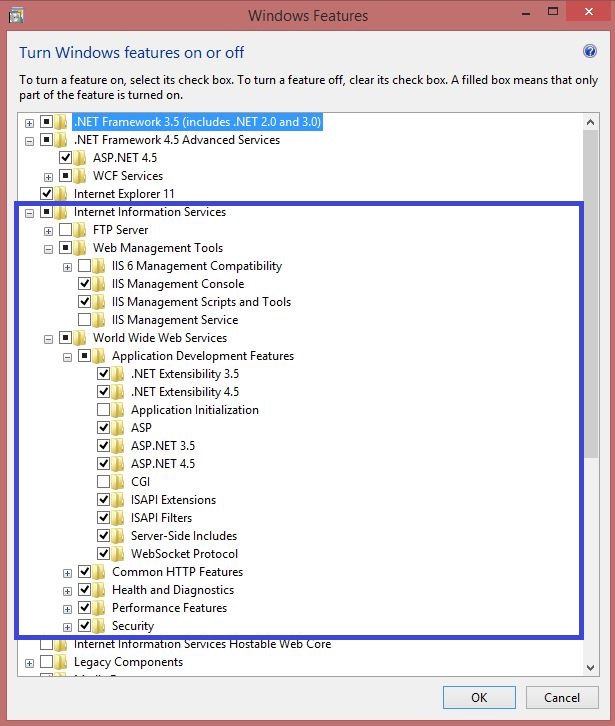 Windows Features
Turn Windows features on or off
To turn a feature on, select its check box. To turn a feature off, clear its check box. A filled box means that only
part of the feature is turned on.
.NET Framework 3.5 (includes .NET 2.0 and 3.0)
.NET Framework 4.5 Advanced Services
ASP.NET 4.5
WCF Services
Internet Explorer 11
Internet Information Services
FTP Server
Web Management Tools
IIS 6 Management Compatibility
IIS Management Console
IIS Management Scripts and Tools
IIS Management Service
World Wide Web Services
Application Development Features
.NET Extensibility 3.5
.NET Extensibility 4.5
Application Initialization
ASP
ASP.NET 3.5
ASP.NET 4.5
CGI
ISAPI Extensions
ISAPI Filters
Server-Side Includes
WebSocket Protocol
Common HTTP Features
Health and Diagnostics
Performance Features
Security
Internet Information Services Hostable Web Core
Legacy Components
OK
Cancel